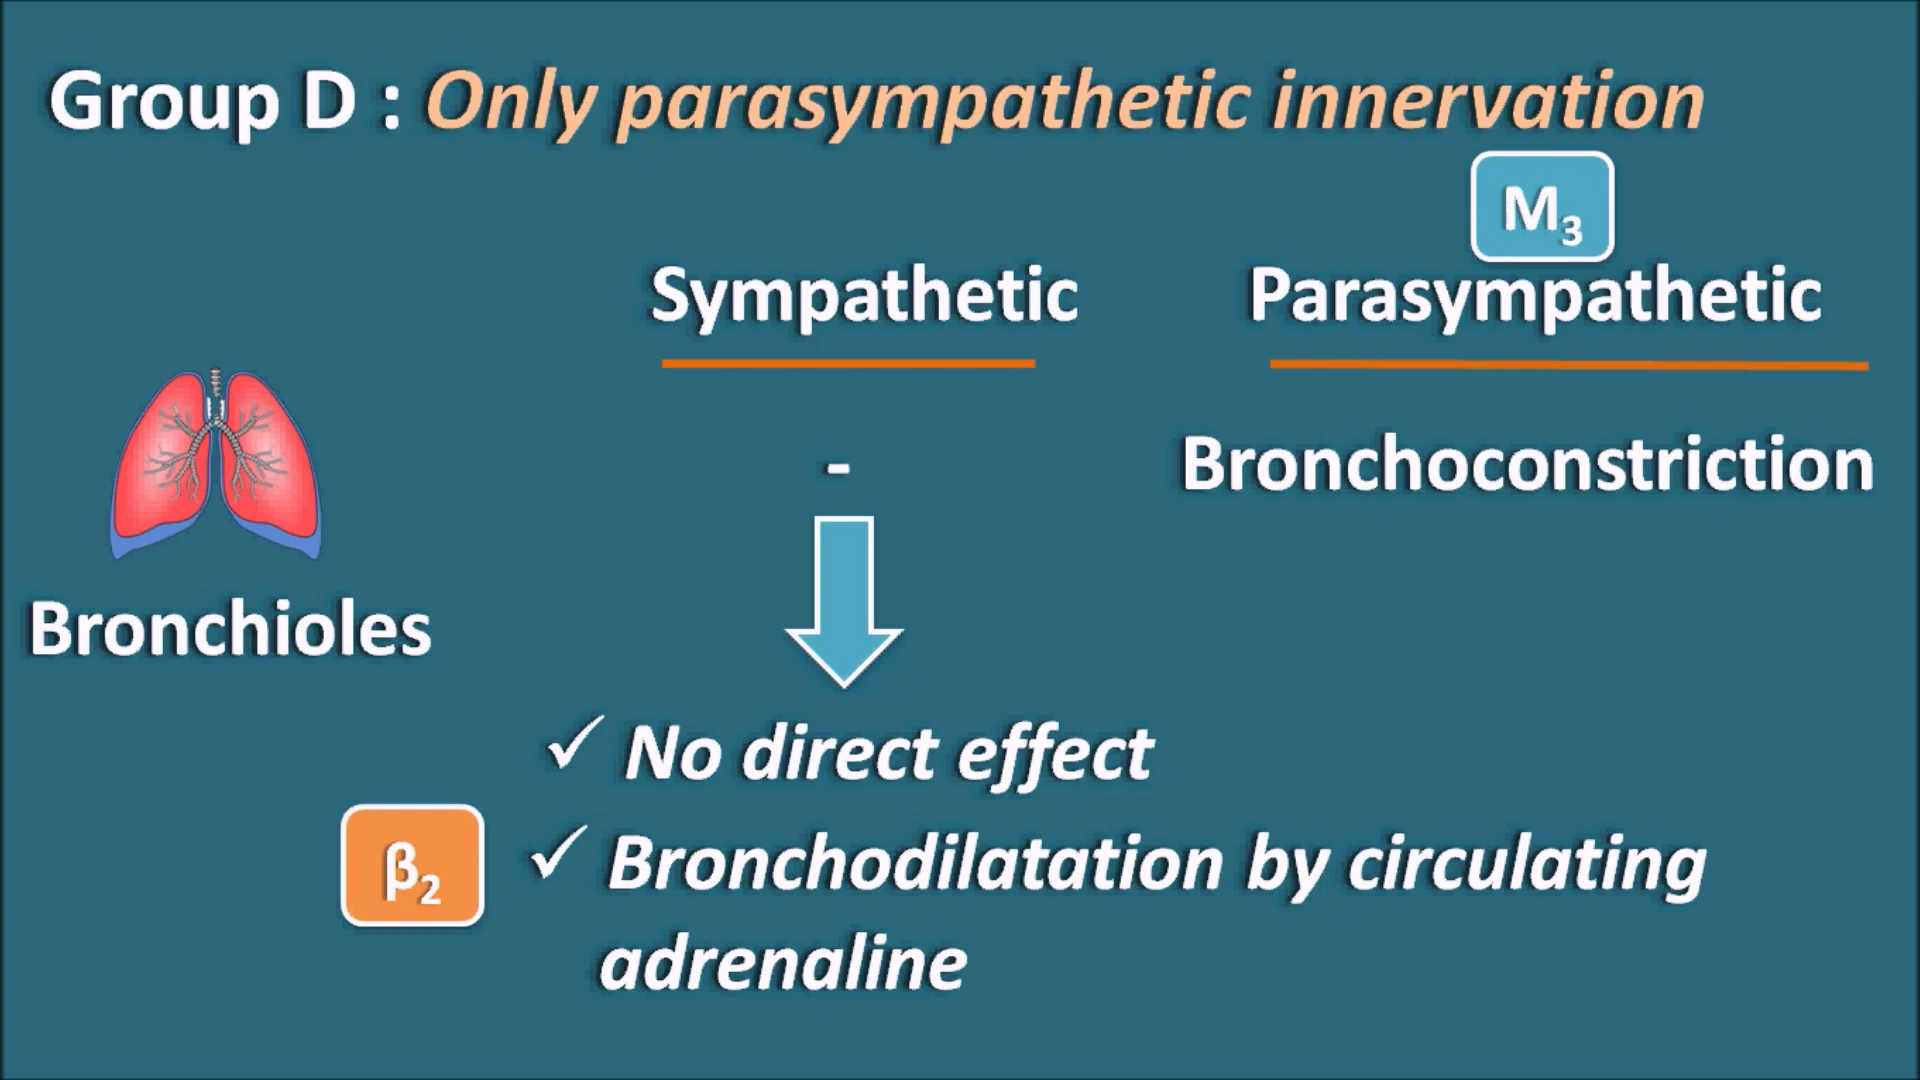 Group D : Only parasympathetic innervation
M₃
Sympathetic Parasympathetic
- Bronchoconstriction
Bronchioles
✓ No direct effect
β₂ ✓ Bronchodilatation by circulating
adrenaline